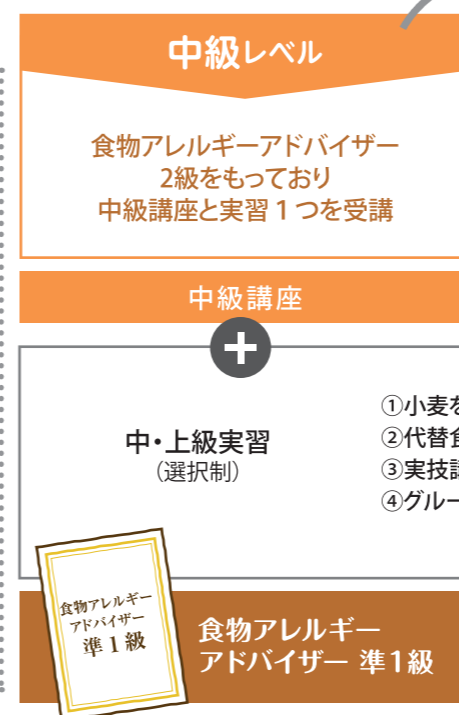 中級レベル
食物アレルギーアドバイザー
2級をもっており
中級講座と実習1つを受講
中級講座
+
中・上級実習
（選択制）
①小麦を
②代替食
③実技講
④グルー
食物アレルギー
アドバイザー
準1級
食物アレルギー
アドバイザー 準1級